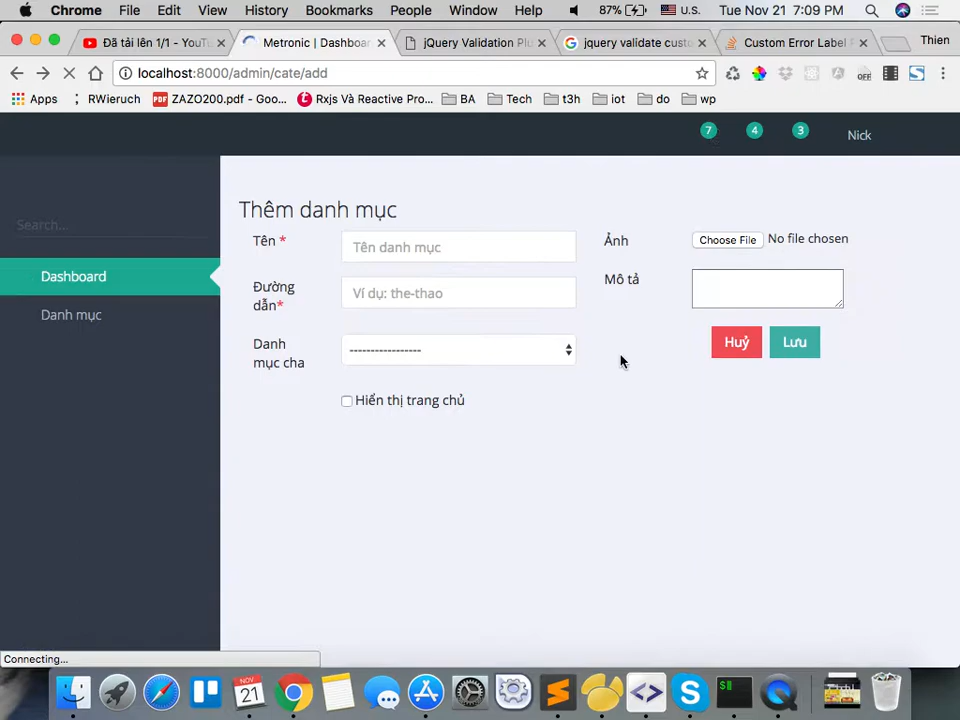 Chrome File Edit View History Bookmarks People Window Help 87% U.S. Tue Nov 21 7:09 PM
Đã tải lên 1/1 - YouTu Metronic | Dashboar jQuery Validation Plu jquery validate custo Custom Error Label F Thien
localhost:8000/admin/cate/add
OFF
Apps RWieruch PDF ZAZO200.pdf - Goo... Rxjs Và Reactive Pro... BA Tech t3h iot do wp
7 4 3 Nick
Search...
Dashboard
Danh mục
Thêm danh mục
Tên * Tên danh mục Ảnh Choose File No file chosen
Đường dẫn* Ví dụ: the-thao Mô tả
Danh mục cha ----------------- Huỷ Lưu
Hiển thị trang chủ
Connecting...
NOV
21